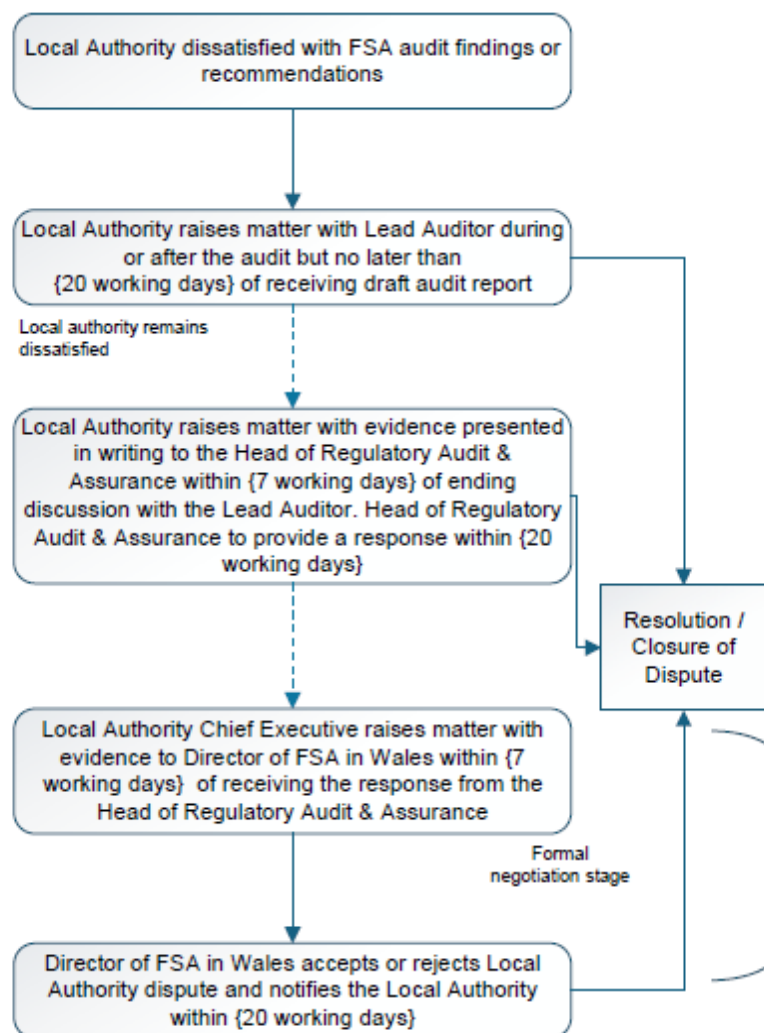 Local Authority dissatisfied with FSA audit findings or
recommendations
Local Authority raises matter with Lead Auditor during
or after the audit but no later than
{20 working days} of receiving draft audit report
Local authority remains
dissatisfied
Local Authority raises matter with evidence presented
in writing to the Head of Regulatory Audit &
Assurance within {7 working days} of ending
discussion with the Lead Auditor. Head of Regulatory
Audit & Assurance to provide a response within {20
working days}
Resolution /
Closure of
Dispute
Local Authority Chief Executive raises matter with
evidence to Director of FSA in Wales within {7
working days} of receiving the response from the
Head of Regulatory Audit & Assurance
Formal
negotiation stage
Director of FSA in Wales accepts or rejects Local
Authority dispute and notifies the Local Authority
within {20 working days}